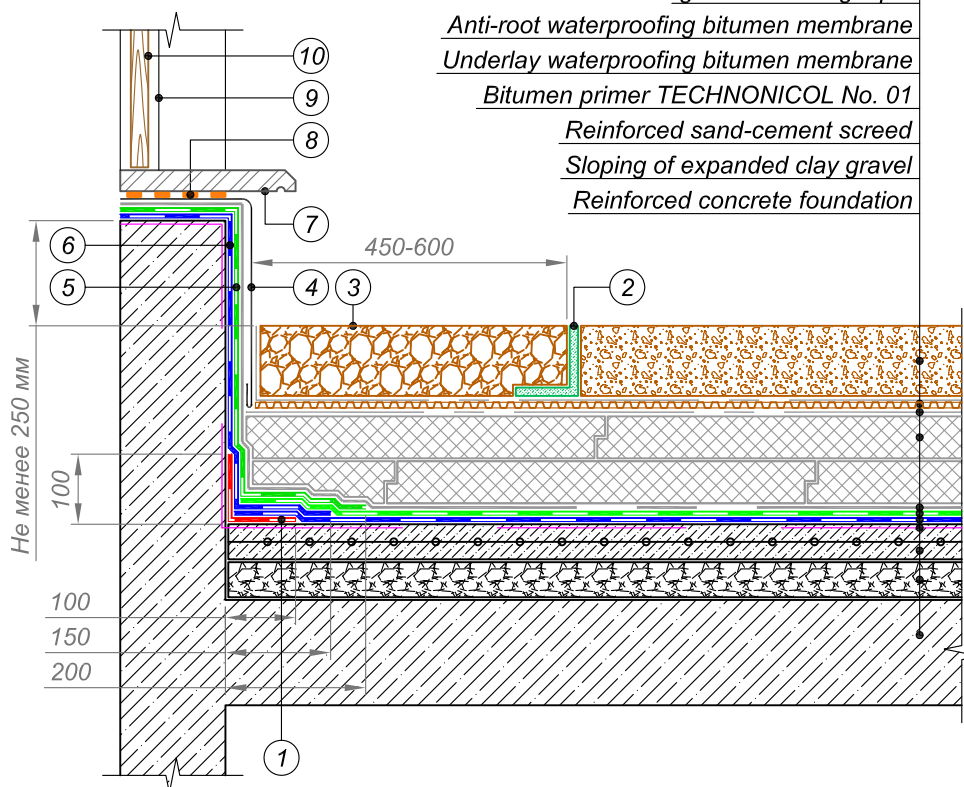 Anti-root waterproofing bitumen membrane
Underlay waterproofing bitumen membrane
Bitumen primer TECHNONICOL No. 01
Reinforced sand-cement screed
Sloping of expanded clay gravel
Reinforced concrete foundation
10
9
8
7
6
5
4
3
2
450-600
Не менее 250 мм
100
100
150
200
1